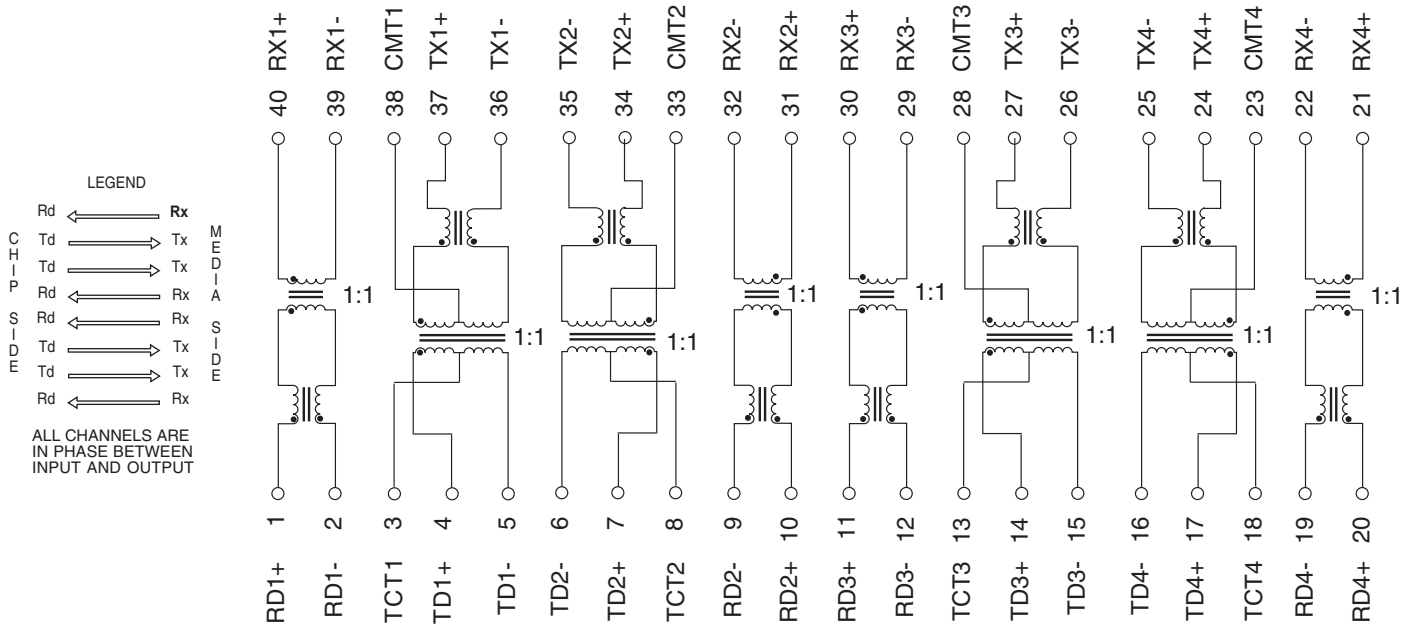 RX1+
RX1-
CMT1
TX1+
TX1-
TX2-
TX2+
CMT2
RX2-
RX2+
RX3+
RX3-
CMT3
TX3+
TX3-
TX4-
TX4+
CMT4
RX4-
RX4+
40
39
38
37
36
35
34
33
32
31
30
29
28
27
26
25
24
23
22
21
LEGEND
CHIP SIDE
MEDIA SIDE
Rd Rx
Td Tx
Td Tx
Rd Rx
Rd Rx
Td Tx
Td Tx
Rd Rx
ALL CHANNELS ARE
IN PHASE BETWEEN
INPUT AND OUTPUT
1:1
1:1
1:1
1:1
1:1
1:1
1:1
1:1
1
2
3
4
5
6
7
8
9
10
11
12
13
14
15
16
17
18
19
20
RD1+
RD1-
TCT1
TD1+
TD1-
TD2-
TD2+
TCT2
RD2-
RD2+
RD3+
RD3-
TCT3
TD3+
TD3-
TD4-
TD4+
TCT4
RD4-
RD4+